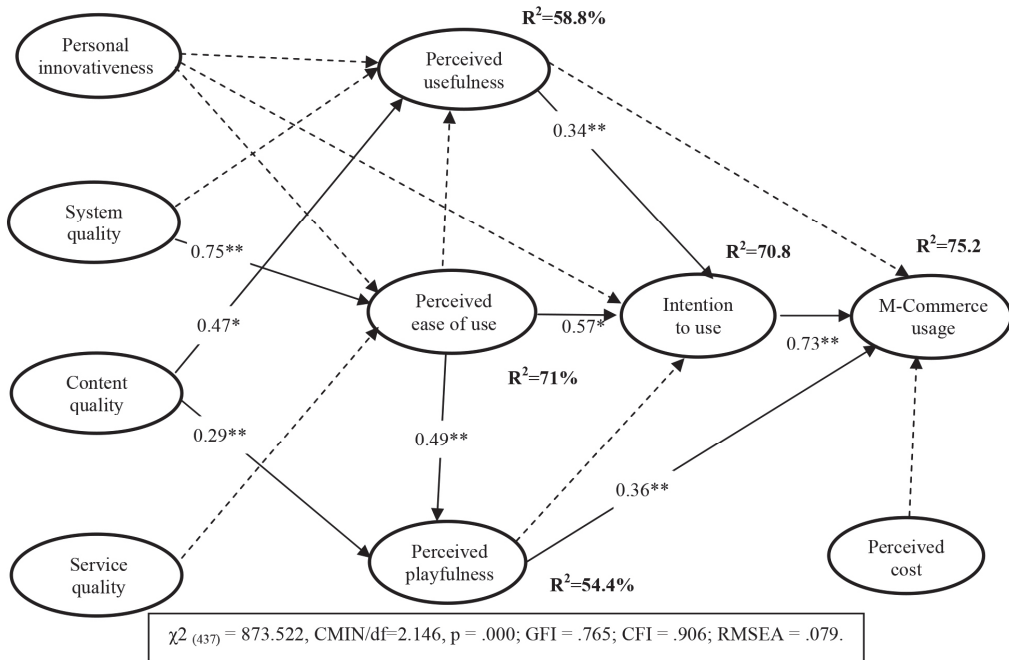 R²=58.8%
Personal
innovativeness
Perceived
usefulness
0.34**
System
quality
0.75**
R²=70.8
R²=75.2
Perceived
ease of use
0.57*
Intention
to use
0.73**
M-Commerce
usage
0.47*
R²=71%
Content
quality
0.29**
0.49**
0.36**
Service
quality
Perceived
playfulness
R²=54.4%
Perceived
cost
χ2 (437) = 873.522, CMIN/df=2.146, p = .000; GFI = .765; CFI = .906; RMSEA = .079.